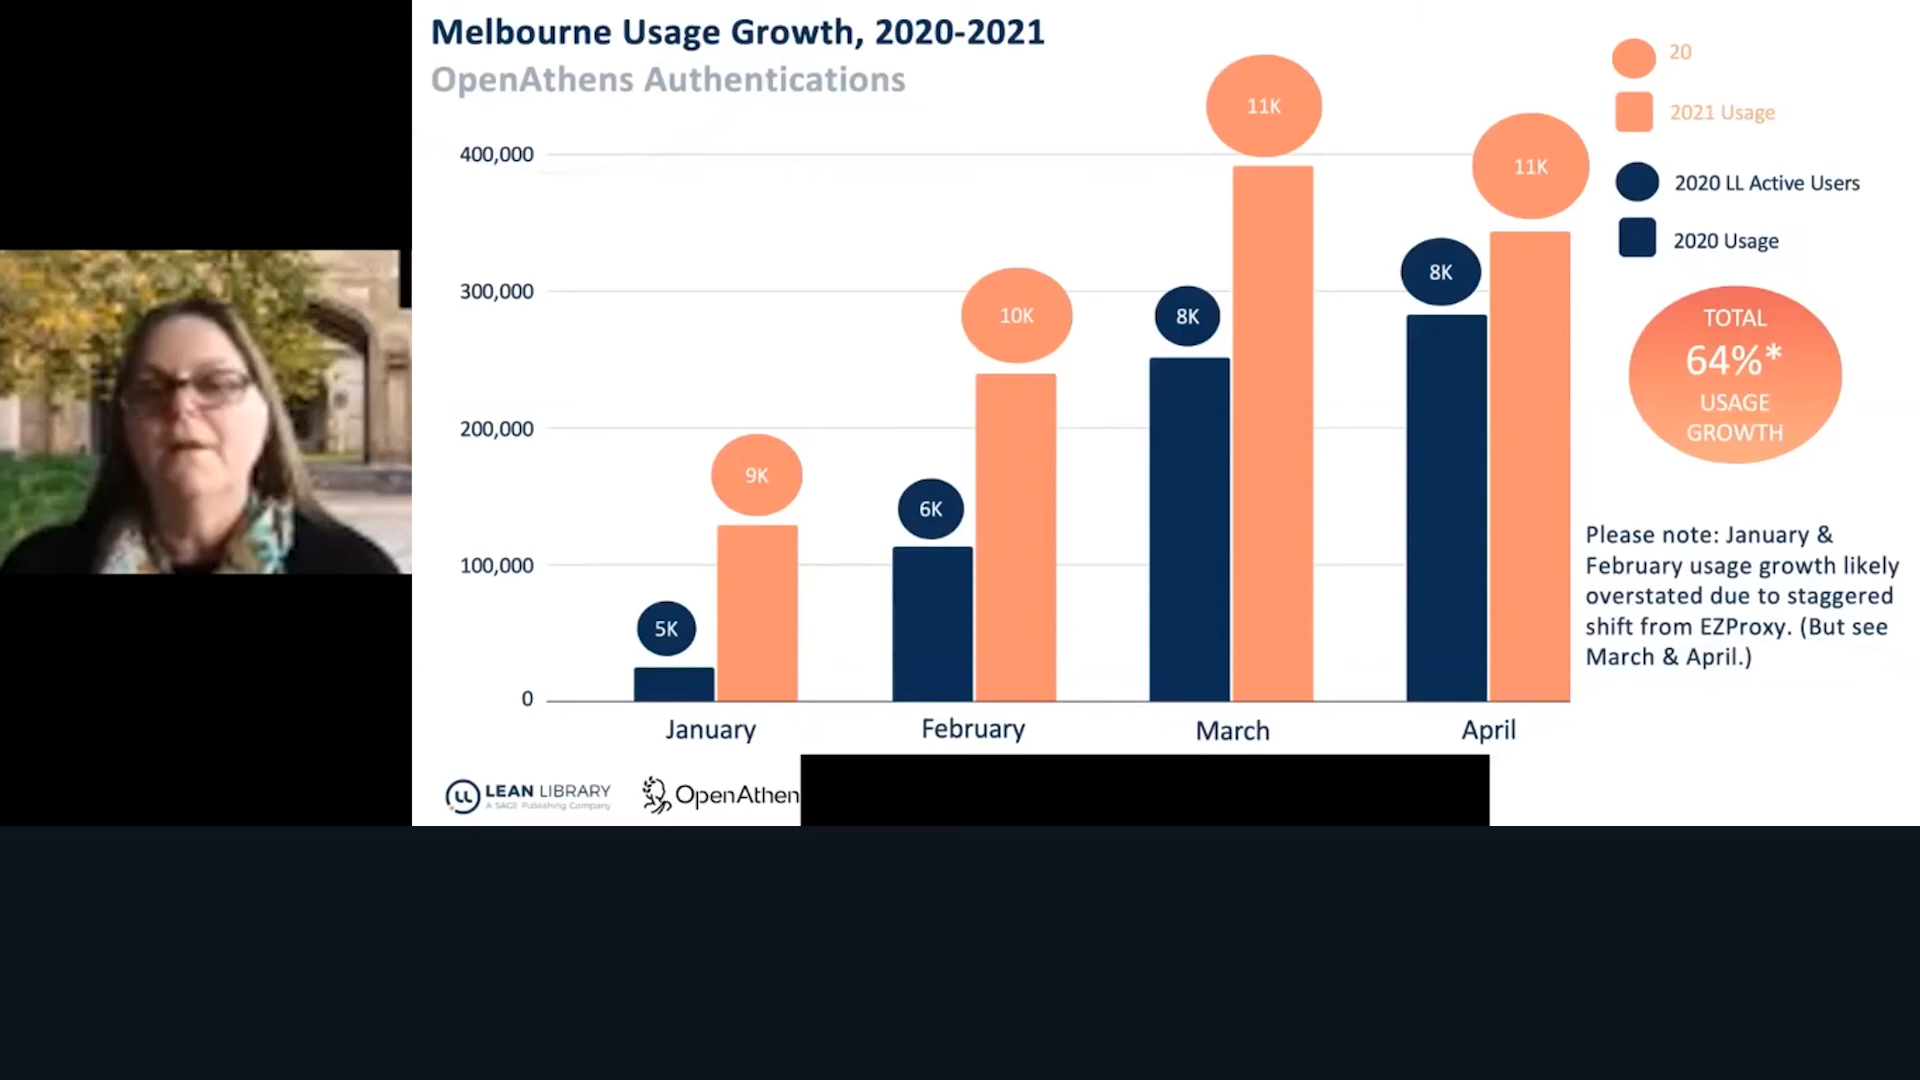 Melbourne Usage Growth, 2020-2021
OpenAthens Authentications
20
2021 Usage
2020 LL Active Users
2020 Usage
TOTAL
64%*
USAGE
GROWTH
400,000
300,000
200,000
100,000
0
5K
9K
6K
10K
8K
11K
8K
11K
January
February
March
April
Please note: January &
February usage growth likely
overstated due to staggered
shift from EZProxy. (But see
March & April.)
LEAN LIBRARY
A SAGE Publishing Company
OpenAthen